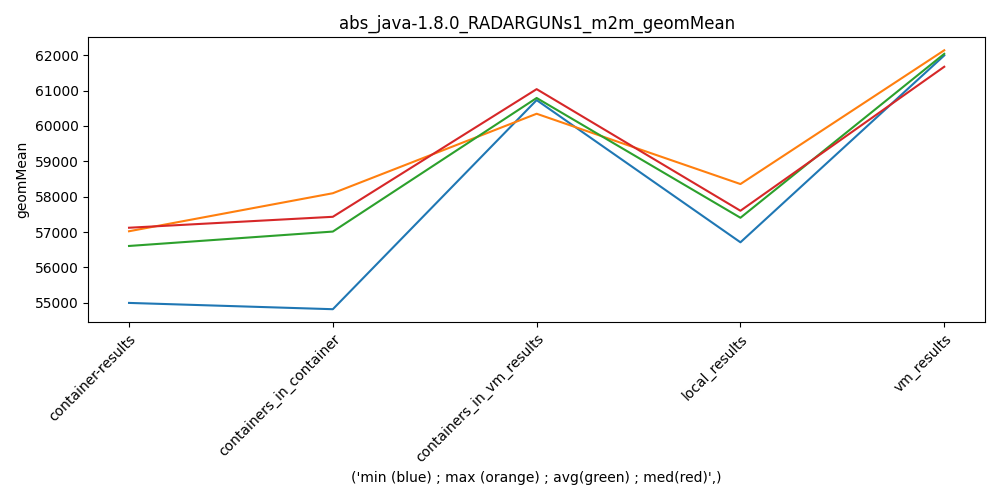 abs_java-1.8.0_RADARGUNs1_m2m_geomMean
geomMean
62000
61000
60000
59000
58000
57000
56000
55000
container-results
containers_in_container
containers_in_vm_results
local_results
vm_results
('min (blue) ; max (orange) ; avg(green) ; med(red)',)